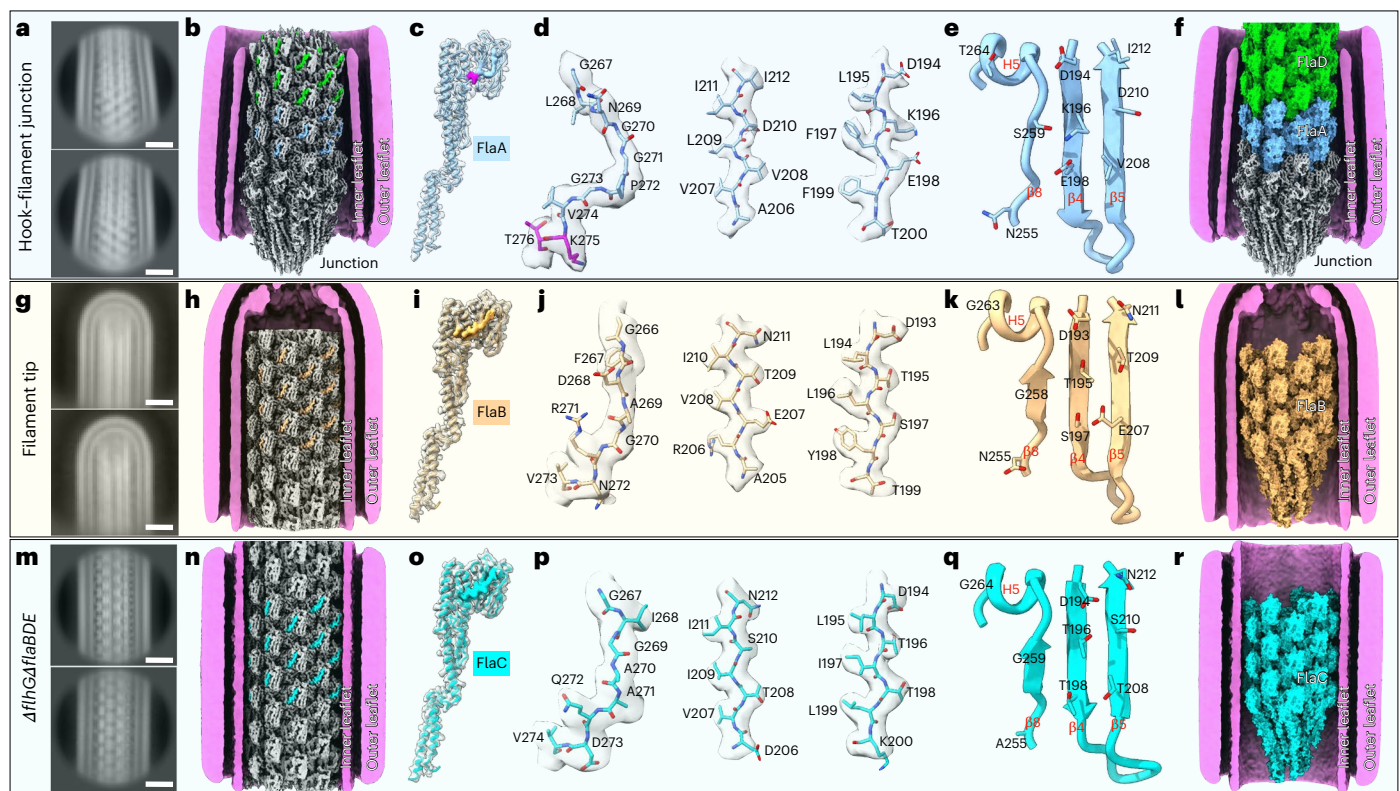 a
b
c
d
e
f
Hook–filament junction
Inner leaflet
Outer leaflet
Junction
FlaA
G267
L268
N269
G270
G271
P272
G273
V274
K275
T276
I212
I211
D210
L209
V208
V207
A206
D194
L195
K196
F197
E198
F199
T200
T264
H5
D194
I212
D210
K196
S259
V208
E198
β8
β4
β5
N255
FlaD
FlaA
Inner leaflet
Outer leaflet
Junction
g
h
i
j
k
l
Filament tip
Inner leaflet
Outer leaflet
FlaB
G266
F267
D268
A269
R271
G270
V273
N272
N211
I210
T209
V208
E207
R206
A205
D193
L194
T195
L196
S197
Y198
T199
G263
H5
D193
N211
T209
T195
G258
S197
E207
N255
β8
β4
β5
FlaB
Inner leaflet
Outer leaflet
m
n
o
p
q
r
ΔflhGΔflaBDE
Inner leaflet
Outer leaflet
FlaC
G267
I268
G269
A270
Q272
A271
V274
D273
N212
I211
S210
I209
T208
V207
D206
D194
L195
T196
I197
T198
L199
K200
G264
H5
D194
N212
T196
S210
G259
T198
T208
β8
β4
β5
A255
FlaC
Inner leaflet
Outer leaflet